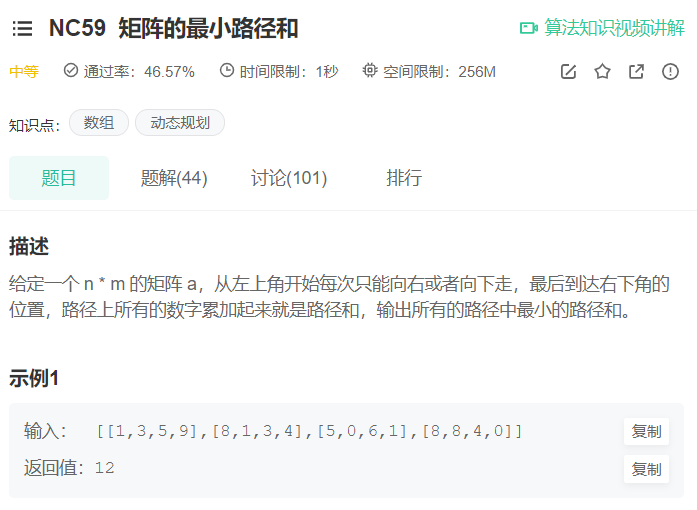 NC59 矩阵的最小路径和 算法知识视频讲解
中等 通过率：46.57% 时间限制：1秒 空间限制：256M
知识点： 数组 动态规划
题目 题解(44) 讨论(101) 排行
描述
给定一个 n * m 的矩阵 a，从左上角开始每次只能向右或者向下走，最后到达右下角的
位置，路径上所有的数字累加起来就是路径和，输出所有的路径中最小的路径和。
示例1
输入： [[1,3,5,9],[8,1,3,4],[5,0,6,1],[8,8,4,0]] 复制
返回值：12 复制